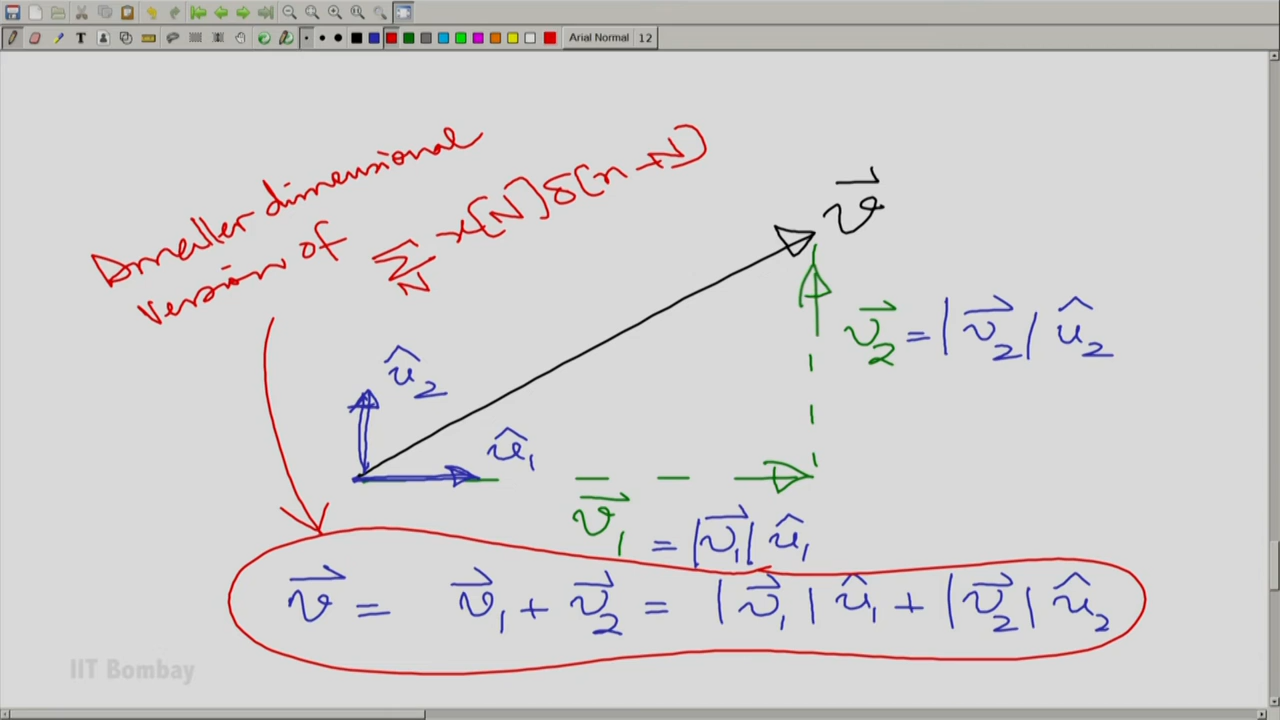 Arial Normal 12
Smaller dimensional
version of ∑_N x[N] δ[n-N]
v⃗
û₂
v⃗₂ = |v⃗₂| û₂
û₁
v⃗₁ = |v⃗₁| û₁
v⃗ = v⃗₁ + v⃗₂ = |v⃗₁| û₁ + |v⃗₂| û₂
IIT Bombay